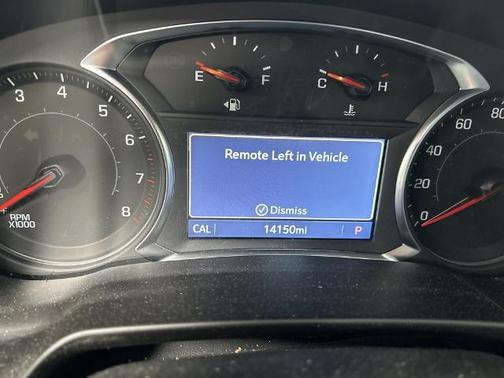 E F C H
3 4 5 6 7 8
RPM
X1000
Remote Left in Vehicle
Dismiss
CAL 14150mi P
0 20 40 60 80